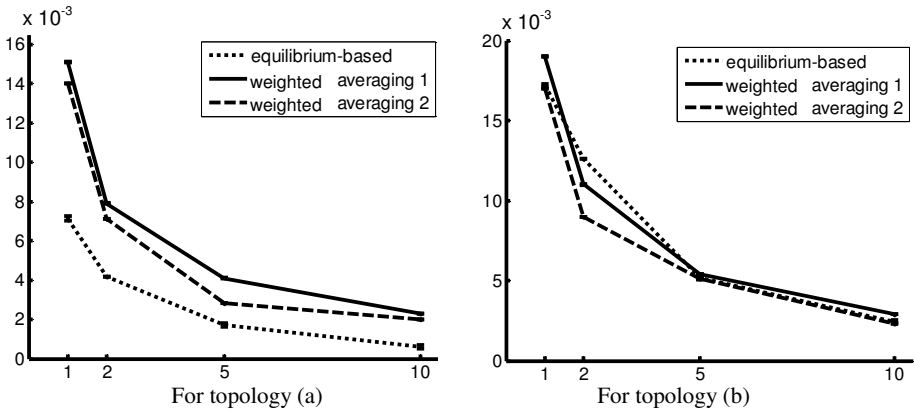 x 10⁻³
16
14
12
10
8
6
4
2
0
1 2 5 10
equilibrium-based
weighted averaging 1
weighted averaging 2
For topology (a)
x 10⁻³
20
15
10
5
0
1 2 5 10
equilibrium-based
weighted averaging 1
weighted averaging 2
For topology (b)